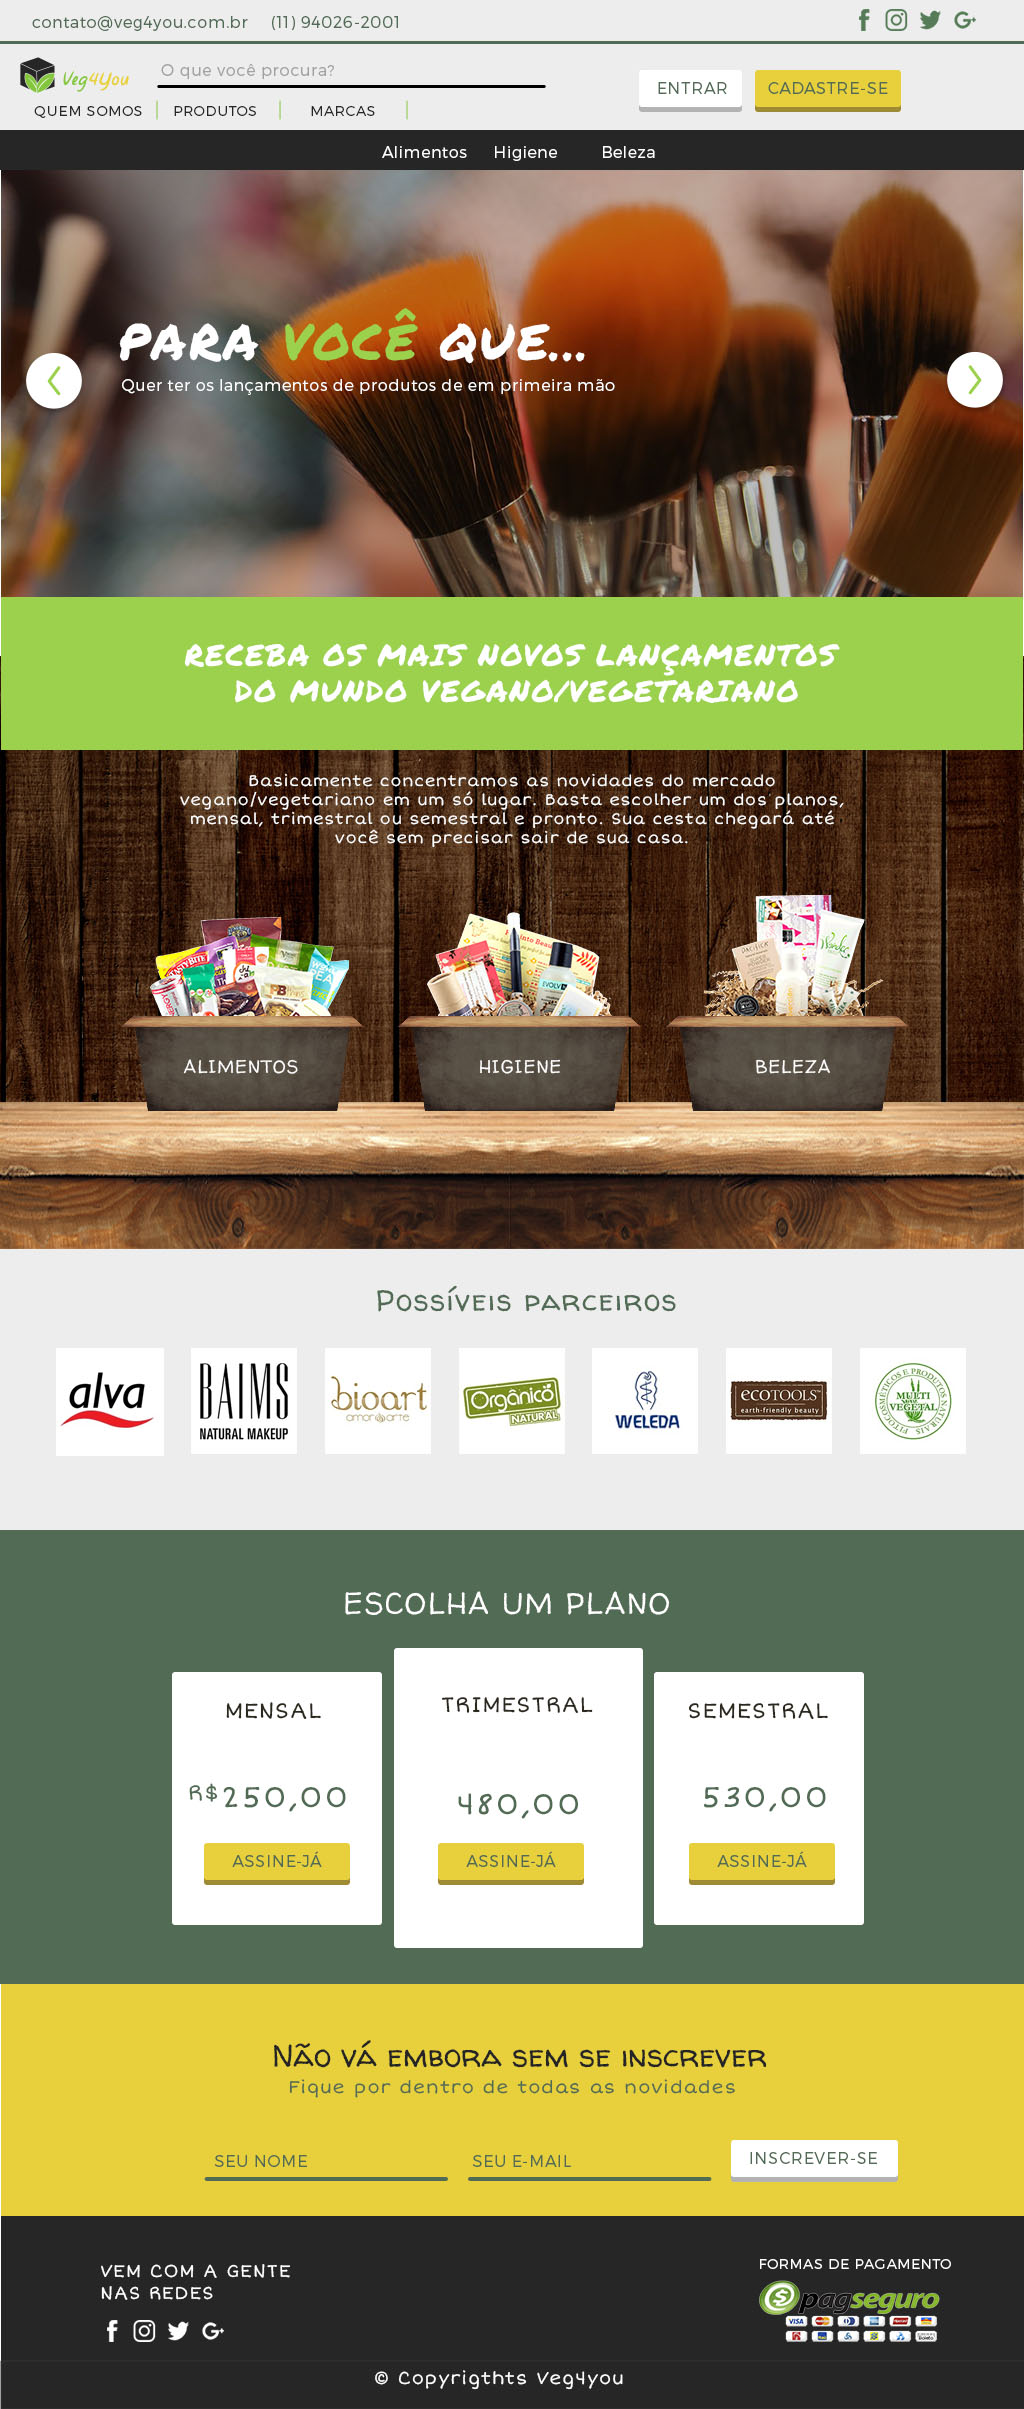 contato@veg4you.com.br (11) 94026-2001
Veg4You
O que você procura?
ENTRAR CADASTRE-SE
QUEM SOMOS PRODUTOS MARCAS
Alimentos Higiene Beleza
PARA VOCÊ QUE...
Quer ter os lançamentos de produtos de em primeira mão
RECEBA OS MAIS NOVOS LANÇAMENTOS
DO MUNDO VEGANO/VEGETARIANO
Basicamente concentramos as novidades do mercado
vegano/vegetariano em um só lugar. Basta escolher um dos planos,
mensal, trimestral ou semestral e pronto. Sua cesta chegará até
você sem precisar sair de sua casa.
ALIMENTOS HIGIENE BELEZA
Possíveis parceiros
alva
BAIMS
NATURAL MAKEUP
bioart
amor@arte
Orgânico
NATURAL
WELEDA
ecoTOOLS
earth-friendly beauty
MULTI
VEGETAL
FITOCOSMÉTICOS E PRODUTOS NATURAIS
ESCOLHA UM PLANO
MENSAL TRIMESTRAL SEMESTRAL
R$250,00 480,00 530,00
ASSINE-JÁ ASSINE-JÁ ASSINE-JÁ
Não vá embora sem se inscrever
Fique por dentro de todas as novidades
SEU NOME SEU E-MAIL INSCREVER-SE
VEM COM A GENTE
NAS REDES
FORMAS DE PAGAMENTO
pagseguro
© Copyrigthts Veg4you